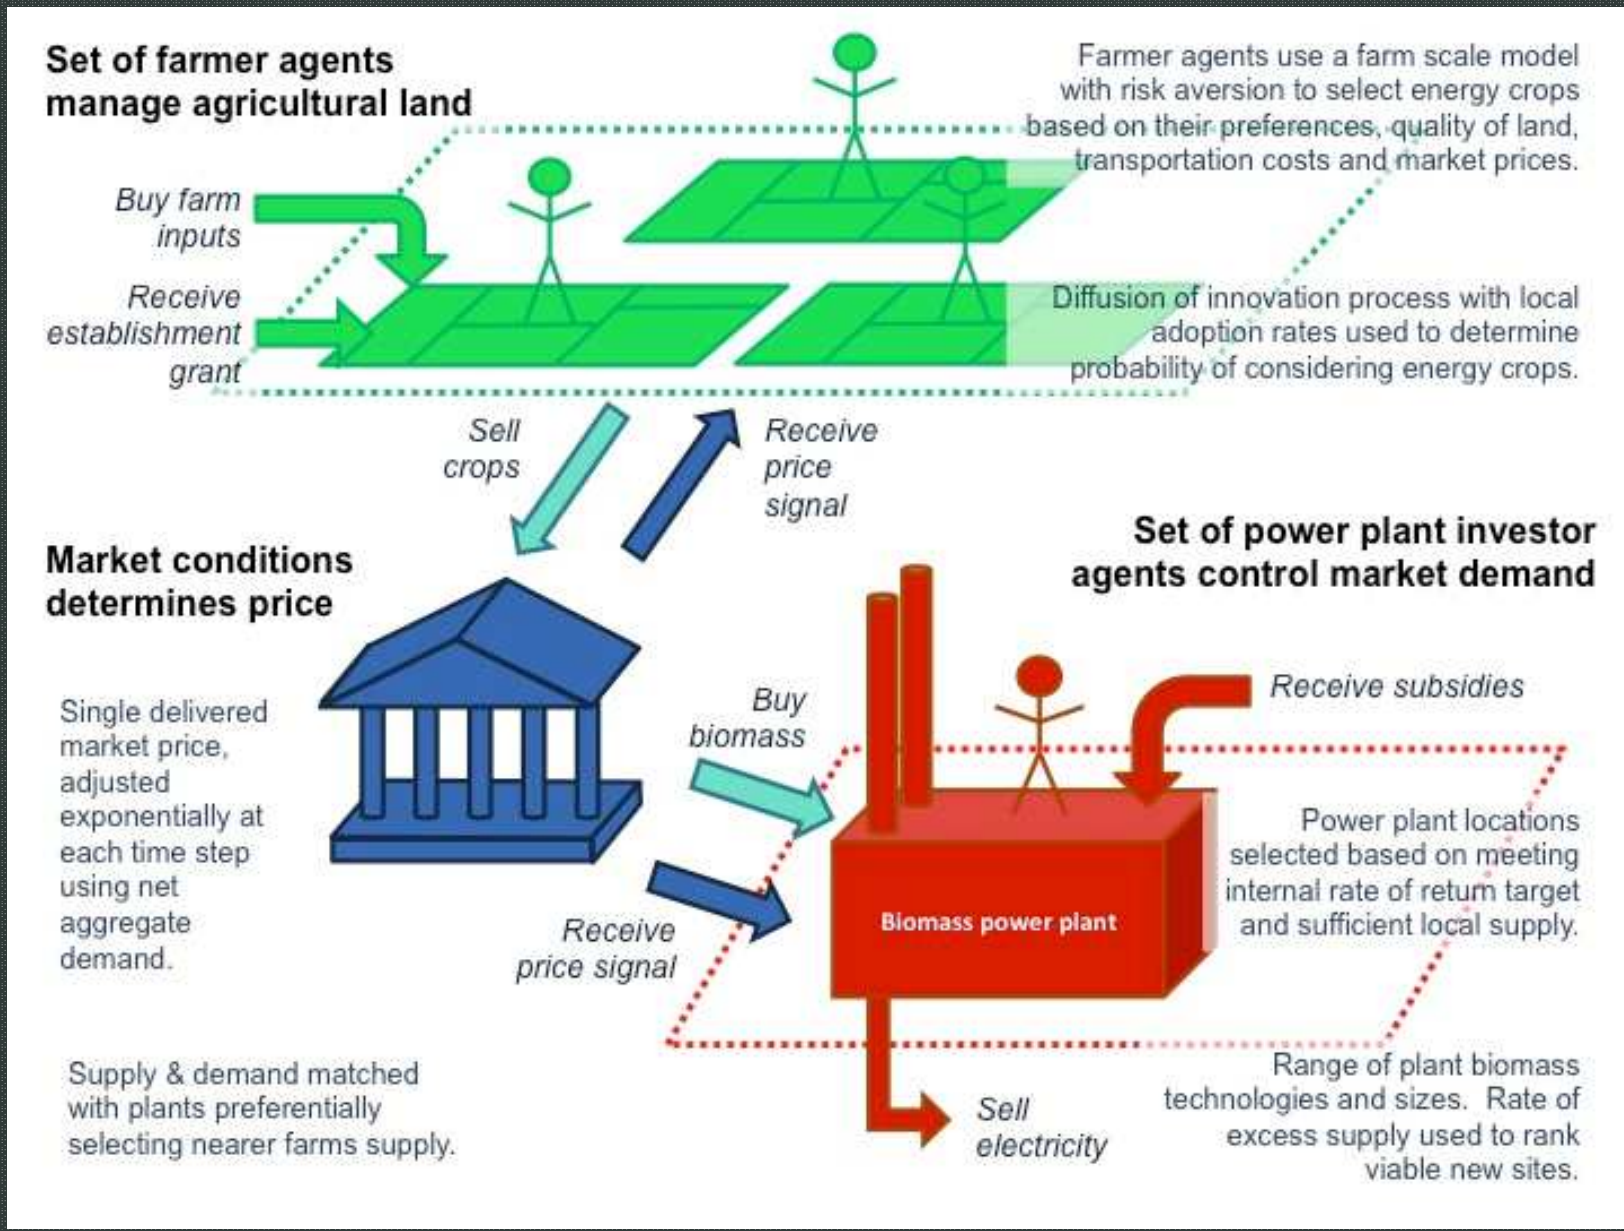 Set of farmer agents
manage agricultural land
Farmer agents use a farm scale model
with risk aversion to select energy crops
based on their preferences, quality of land,
transportation costs and market prices.
Buy farm
inputs
Receive
establishment
grant
Diffusion of innovation process with local
adoption rates used to determine
probability of considering energy crops.
Sell
crops
Receive
price
signal
Market conditions
determines price
Set of power plant investor
agents control market demand
Single delivered
market price,
adjusted
exponentially at
each time step
using net
aggregate
demand.
Buy
biomass
Receive subsidies
Receive
price signal
Biomass power plant
Power plant locations
selected based on meeting
internal rate of return target
and sufficient local supply.
Supply & demand matched
with plants preferentially
selecting nearer farms supply.
Sell
electricity
Range of plant biomass
technologies and sizes.  Rate of
excess supply used to rank
viable new sites.